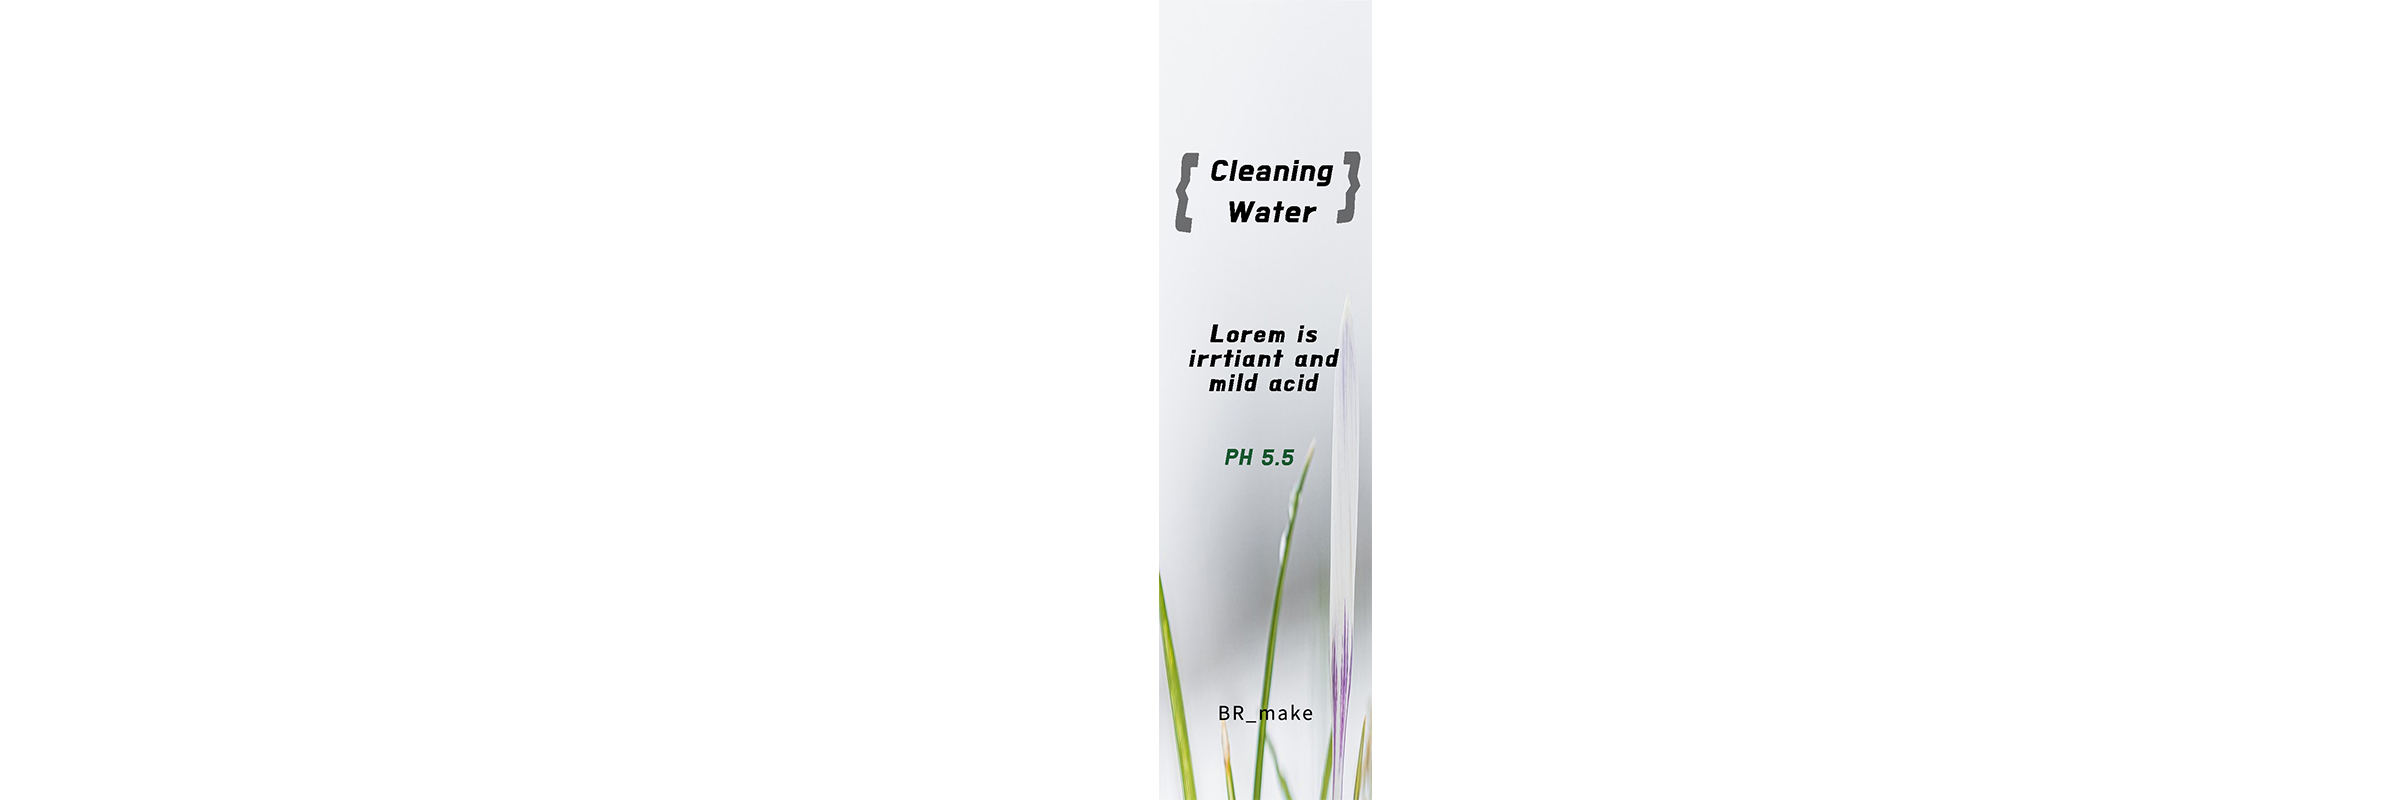 { Cleaning }
Water
Lorem is
irrtiant and
mild acid
PH 5.5
BR_make